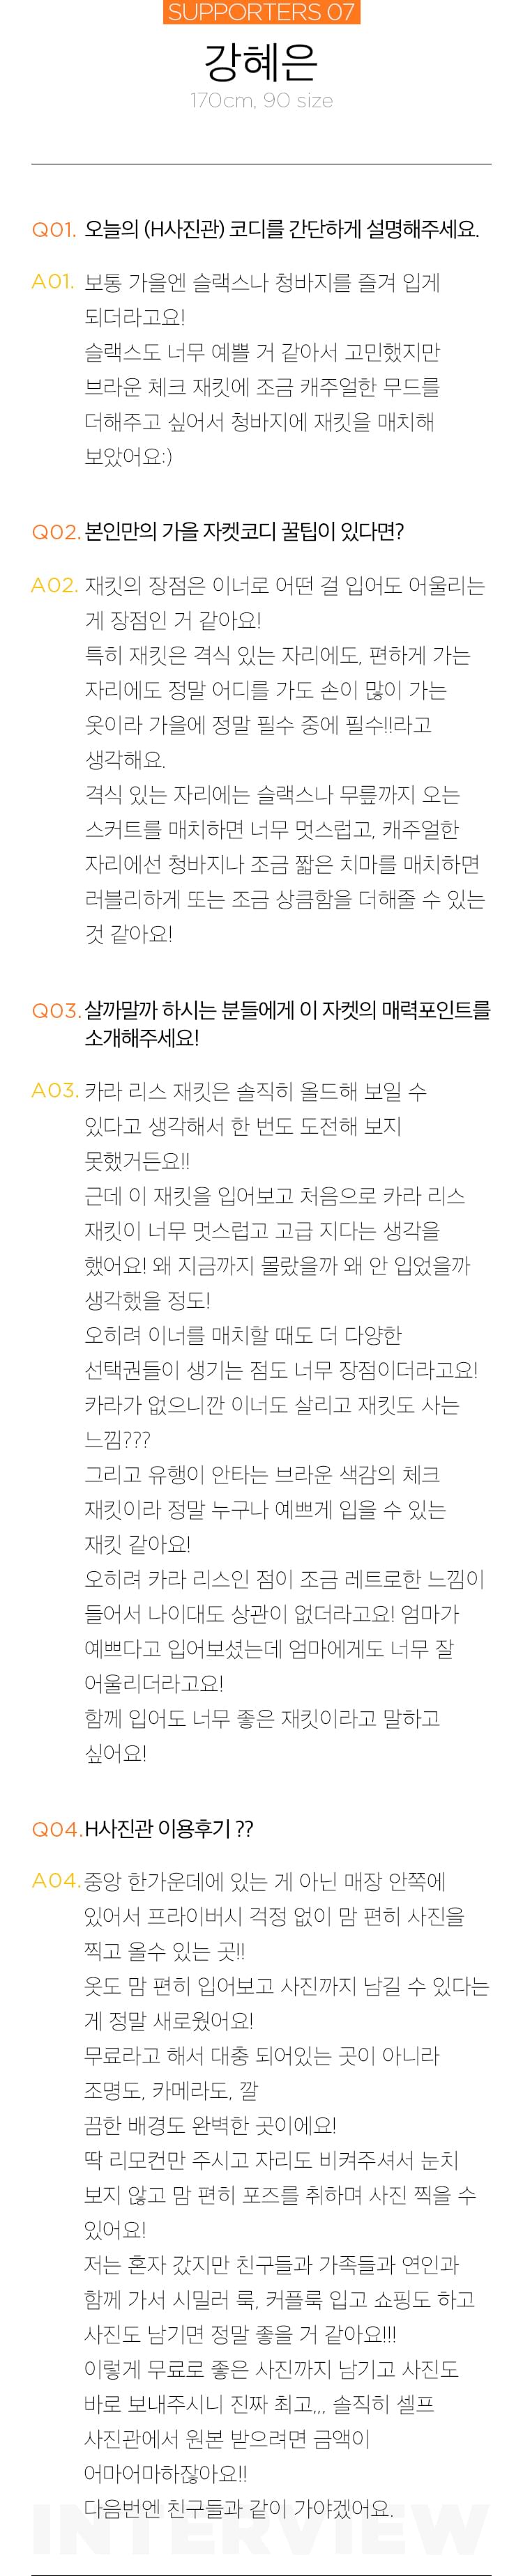 SUPPORTERS 07
강혜은
170cm, 90 size
Q01. 오늘의 (H사진관) 코디를 간단하게 설명해주세요.
A01. 보통 가을엔 슬랙스나 청바지를 즐겨 입게
되더라고요!
슬랙스도 너무 예쁠 거 같아서 고민했지만
브라운 체크 재킷에 조금 캐주얼한 무드를
더해주고 싶어서 청바지에 재킷을 매치해
보았어요:)
Q02. 본인만의 가을 자켓코디 꿀팁이 있다면?
A02. 재킷의 장점은 이너로 어떤 걸 입어도 어울리는
게 장점인 거 같아요!
특히 재킷은 격식 있는 자리에도, 편하게 가는
자리에도 정말 어디를 가도 손이 많이 가는
옷이라 가을에 정말 필수 중에 필수!!라고
생각해요.
격식 있는 자리에는 슬랙스나 무릎까지 오는
스커트를 매치하면 너무 멋스럽고, 캐주얼한
자리에선 청바지나 조금 짧은 치마를 매치하면
러블리하게 또는 조금 상큼함을 더해줄 수 있는
것 같아요!
Q03. 살까말까 하시는 분들에게 이 자켓의 매력포인트를
소개해주세요!
A03. 카라 리스 재킷은 솔직히 올드해 보일 수
있다고 생각해서 한 번도 도전해 보지
못했거든요!!
근데 이 재킷을 입어보고 처음으로 카라 리스
재킷이 너무 멋스럽고 고급 지다는 생각을
했어요! 왜 지금까지 몰랐을까 왜 안 입었을까
생각했을 정도!
오히려 이너를 매치할 때도 더 다양한
선택권들이 생기는 점도 너무 장점이더라고요!
카라가 없으니깐 이너도 살리고 재킷도 사는
느낌???
그리고 유행이 안타는 브라운 색감의 체크
재킷이라 정말 누구나 예쁘게 입을 수 있는
재킷 같아요!
오히려 카라 리스인 점이 조금 레트로한 느낌이
들어서 나이대도 상관이 없더라고요! 엄마가
예쁘다고 입어보셨는데 엄마에게도 너무 잘
어울리더라고요!
함께 입어도 너무 좋은 재킷이라고 말하고
싶어요!
Q04. H사진관 이용후기 ??
A04. 중앙 한가운데에 있는 게 아닌 매장 안쪽에
있어서 프라이버시 걱정 없이 맘 편히 사진을
찍고 올수 있는 곳!!
옷도 맘 편히 입어보고 사진까지 남길 수 있다는
게 정말 새로웠어요!
무료라고 해서 대충 되어있는 곳이 아니라
조명도, 카메라도, 깔
끔한 배경도 완벽한 곳이에요!
딱 리모컨만 주시고 자리도 비켜주셔서 눈치
보지 않고 맘 편히 포즈를 취하며 사진 찍을 수
있어요!
저는 혼자 갔지만 친구들과 가족들과 연인과
함께 가서 시밀러 룩, 커플룩 입고 쇼핑도 하고
사진도 남기면 정말 좋을 거 같아요!!!
이렇게 무료로 좋은 사진까지 남기고 사진도
바로 보내주시니 진짜 최고,,, 솔직히 셀프
사진관에서 원본 받으려면 금액이
어마어마하잖아요!!
다음번엔 친구들과 같이 가야겠어요.
INTERVIEW